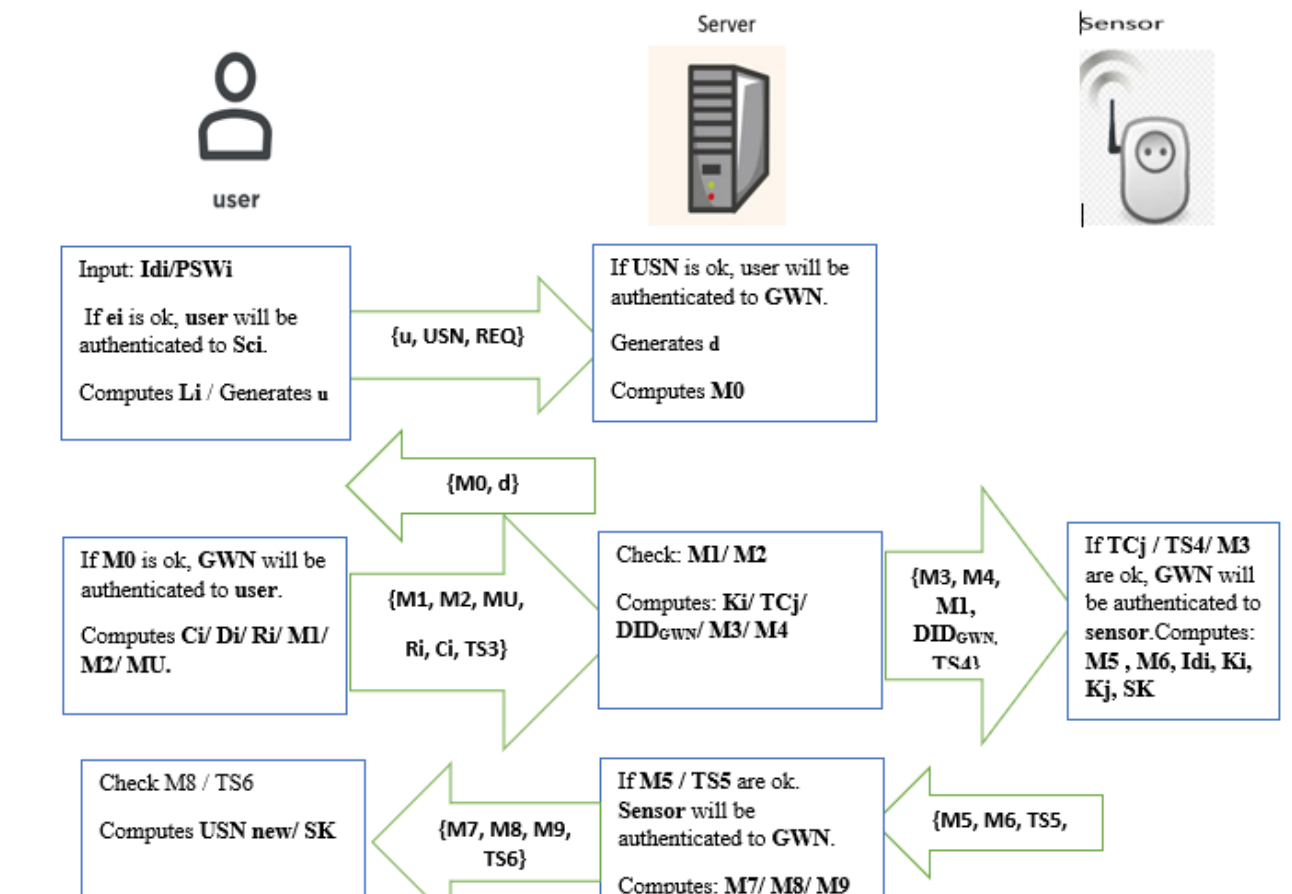 Server
Sensor
user
Input: Idi/PSWi
If ei is ok, user will be
authenticated to Sci.
Computes Li / Generates u
{u, USN, REQ}
If USN is ok, user will be
authenticated to GWN.
Generates d
Computes M0
{M0, d}
If M0 is ok, GWN will be
authenticated to user.
Computes Ci/ Di/ Ri/ M1/
M2/ MU.
{M1, M2, MU,
Ri, Ci, TS3}
Check: M1/ M2
Computes: Ki/ TCj/
DIDGWN/ M3/ M4
{M3, M4,
M1,
DIDGWN,
TS4}
If TCj / TS4/ M3
are ok, GWN will
be authenticated to
sensor.Computes:
M5 , M6, Idi, Ki,
Kj, SK
Check M8 / TS6
Computes USN new/ SK
{M7, M8, M9,
TS6}
If M5 / TS5 are ok.
Sensor will be
authenticated to GWN.
Computes: M7/ M8/ M9
{M5, M6, TS5,